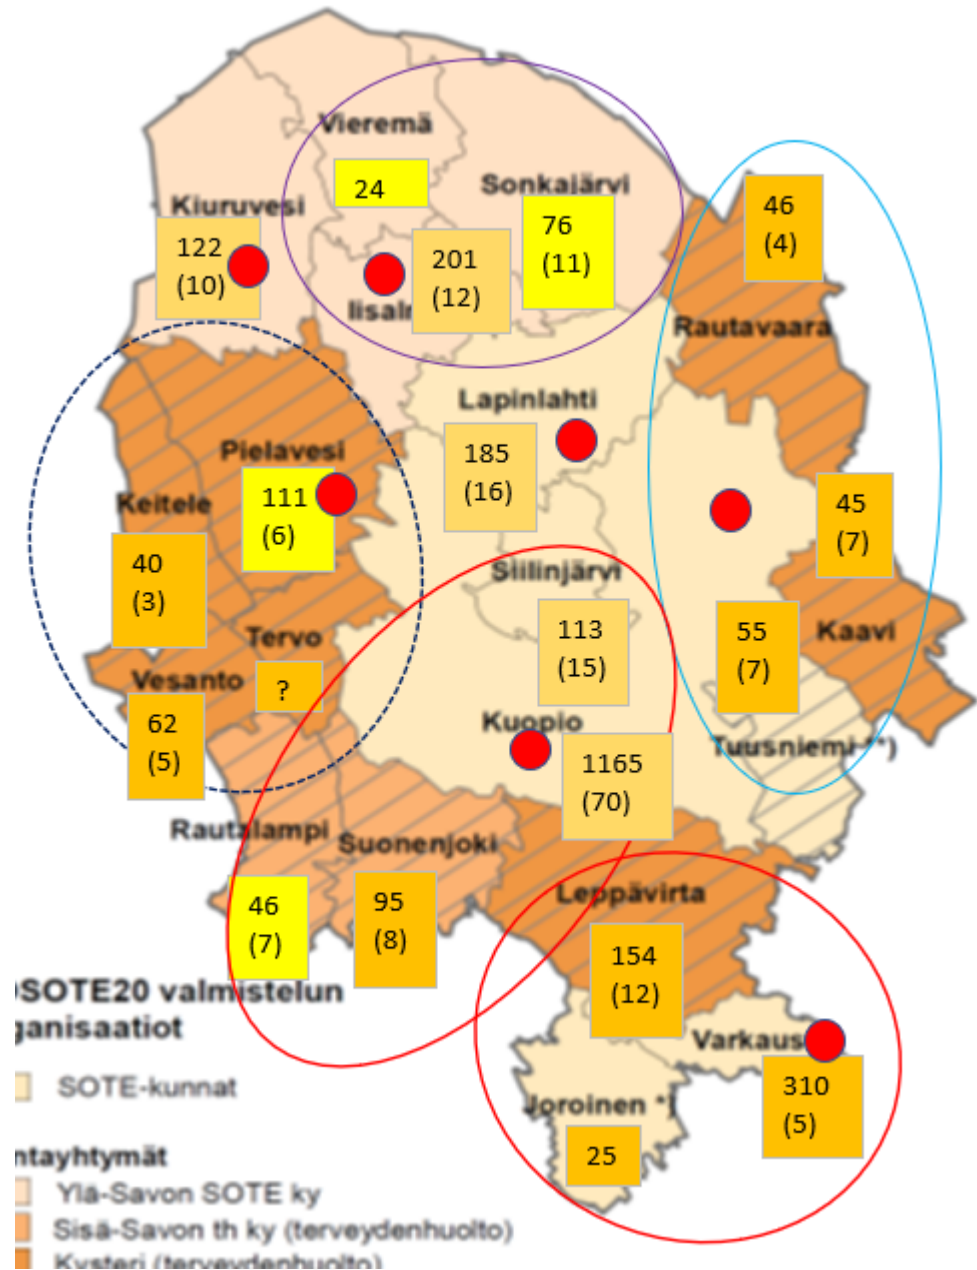 Vieremä
24
Sonkajärvi
76
(11)
Kiuruvesi
122
(10)
201
(12)
46
(4)
Rautavaara
Lapinlahti
185
(16)
Pielavesi
111
(6)
Keitele
40
(3)
45
(7)
Siilinjärvi
113
(15)
55
(7)
Kaavi
Tervo
?
Vesanto
62
(5)
Kuopio
1165
(70)
Tuusniemi **)
Rautalampi
Suonenjoki
46
(7)
95
(8)
Leppävirta
154
(12)
Varkaus
310
(5)
Joroinen *)
25
SOTE20 valmistelun
ganisaatiot
SOTE-kunnat
ntayhtymät
Ylä-Savon SOTE ky
Sisä-Savon th ky (terveydenhuolto)
Kysteri (terveydenhuolto)